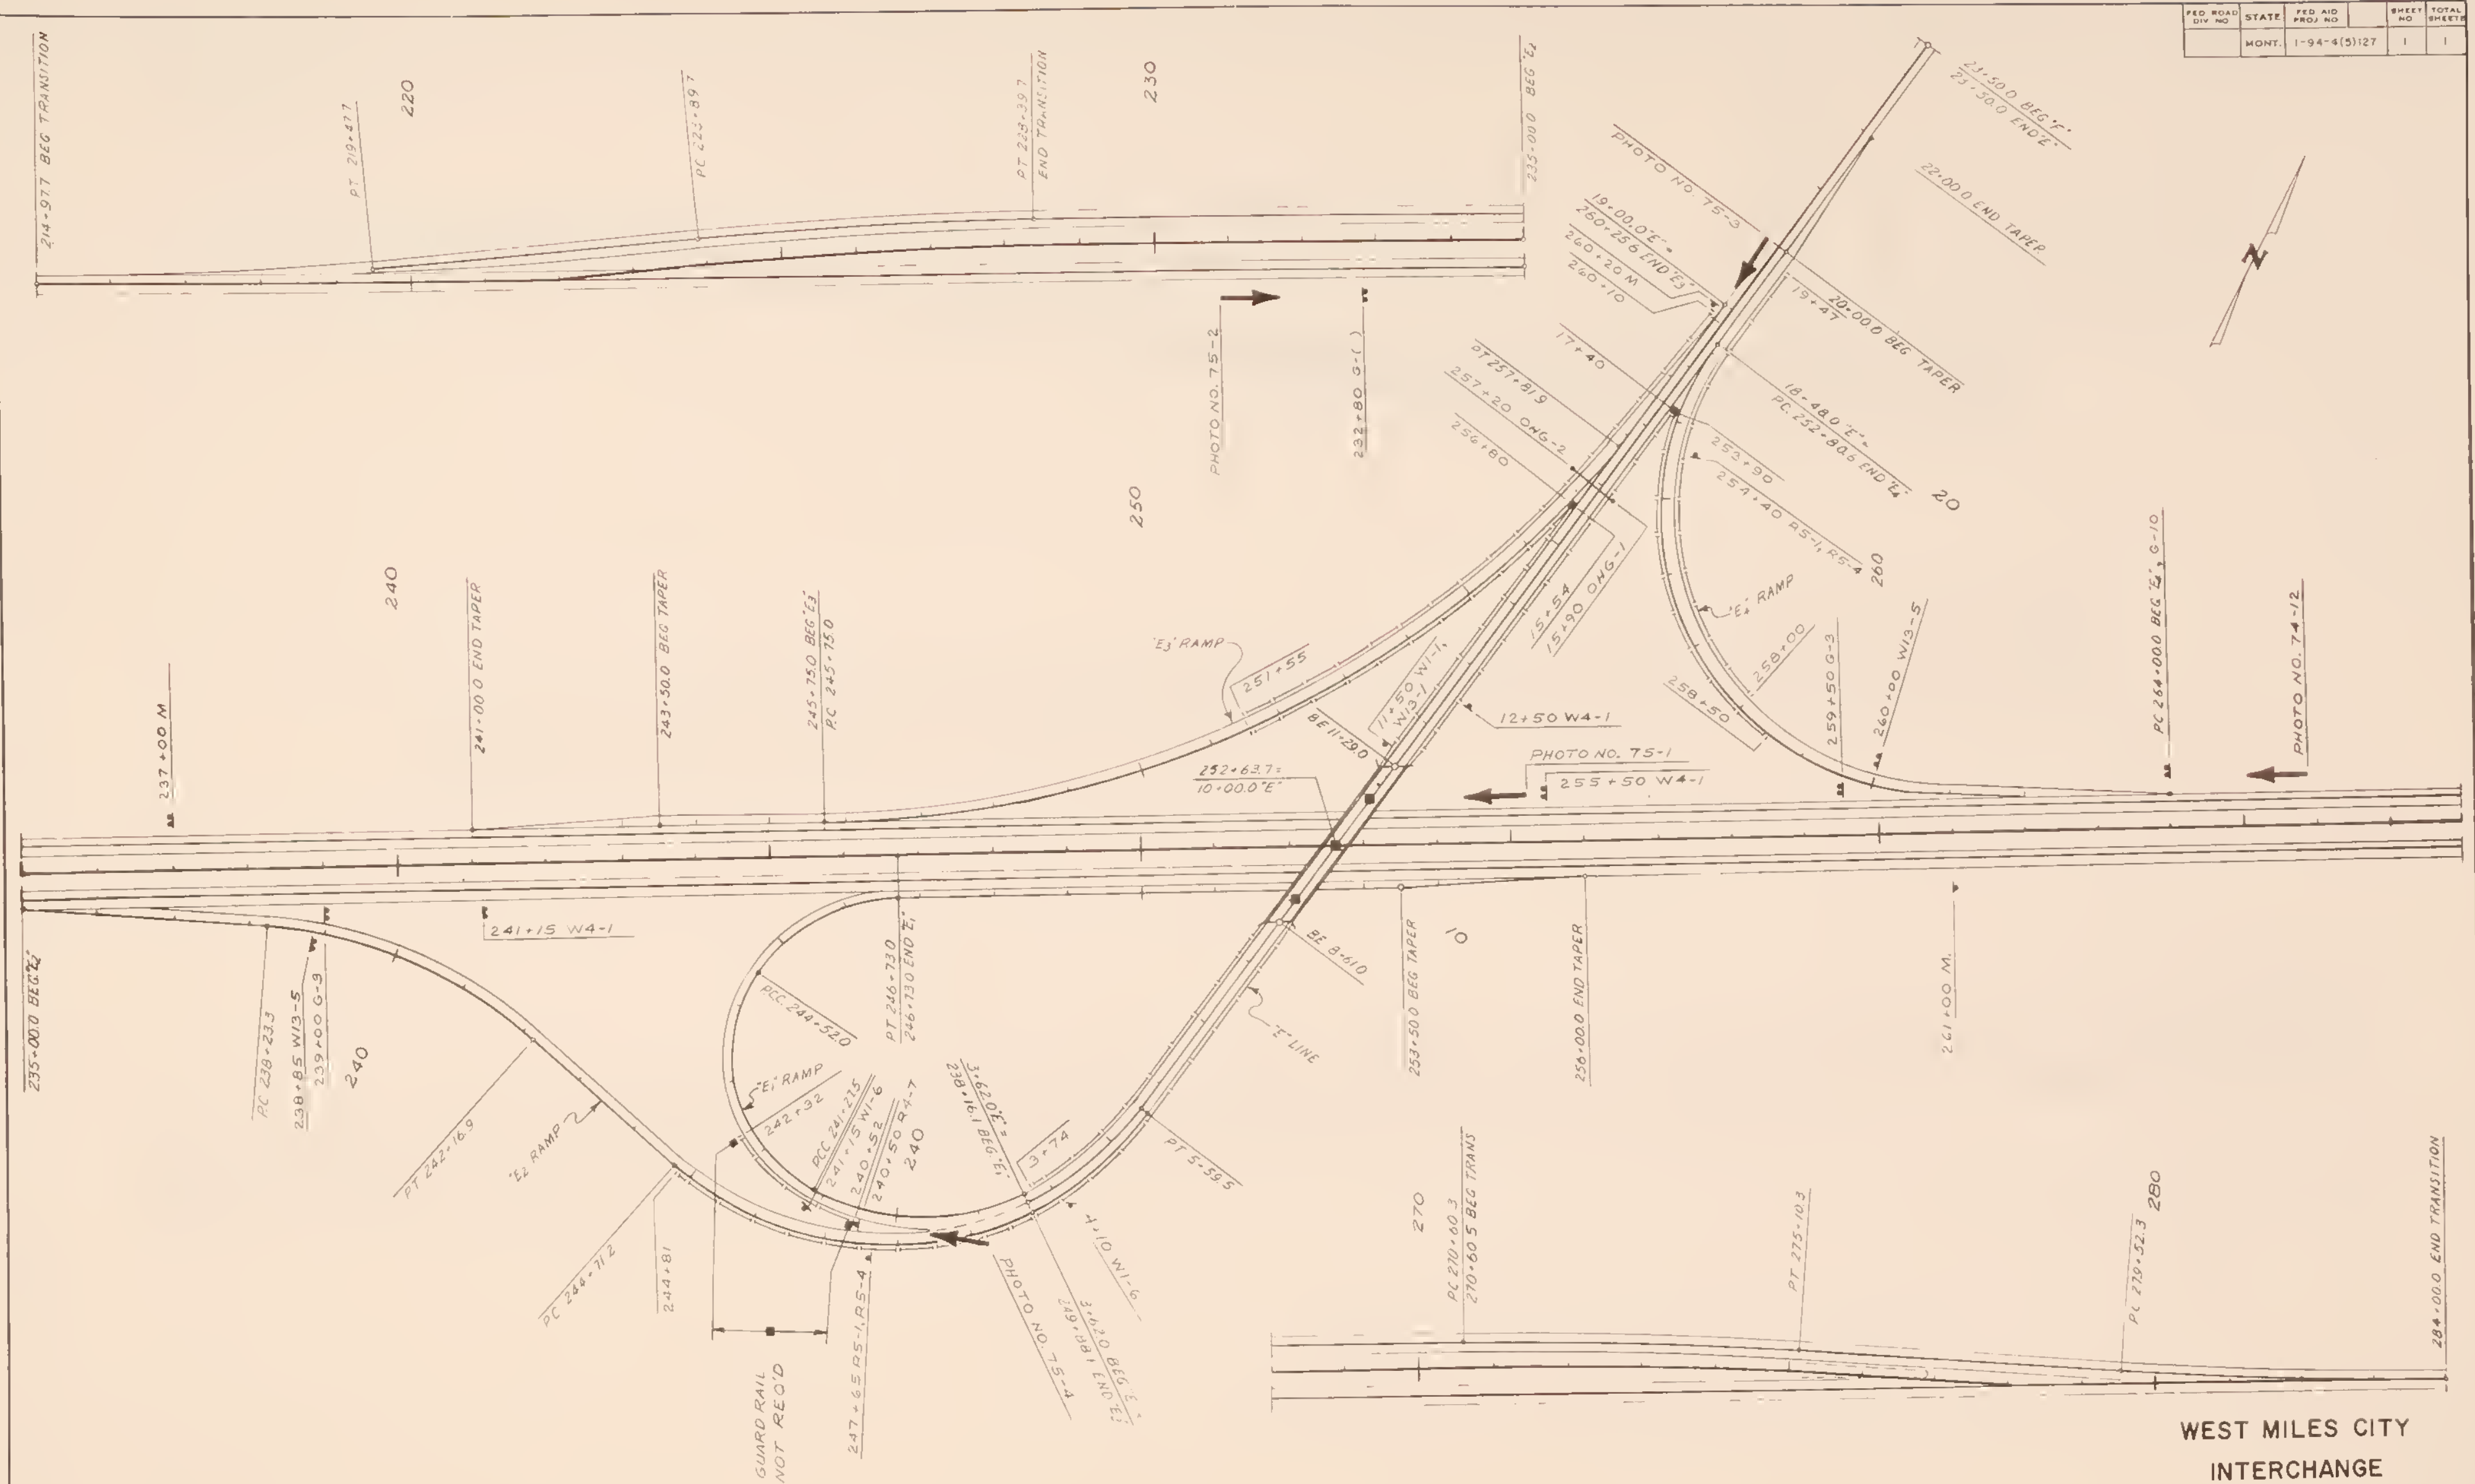 FED ROAD DIV NO
STATE
FED AID PROJ NO
SHEET NO
TOTAL SHEETS
MONT.
I-94-4(5)127
1
1
214+97.7 BEG TRANSITION
PT 219+47.7
220
PC 223+89.7
PT 228+39.7
END TRANSITION
230
235+00.0 BEG "E2"
PHOTO NO. 75-2
232+80 G-( )
PHOTO NO. 75-3
23+50.0 BEG "F"
23+50.0 END "E"
22+00.0 END TAPER
N
19+00.0 "E" =
260+25.6 END "E3"
260+20 M
260+10
20+00.0 BEG TAPER
19+47
17+40
PT 257+81.9
257+20 OHG-2
256+80
18+48.0 "E" =
P.C. 252+80.6 END "E4"
252+90
254+40 R5-1, R5-4
20
15+54
15+90 OHG-1
"E4" RAMP
260
258+00
258+50
259+50 G-3
260+00 W13-5
PC 264+00.0 BEG "E4", G-10
PHOTO NO. 74-12
237+00 M
240
241+00.0 END TAPER
243+50.0 BEG TAPER
245+75.0 BEG "E3"
P.C. 245+75.0
250
"E3" RAMP
251+55
11+50 W1-1,
W13-1
BE 11+29.0
12+50 W4-1
PHOTO NO. 75-1
255+50 W4-1
252+63.7 =
10+00.0 "E"
241+15 W4-1
235+00.0 BEG "E2"
P.C. 238+23.3
238+85 W13-5
239+00 G-3
240
PT 242+16.9
"E2" RAMP
PCC. 244+52.0
PT 246+73.0
246+73.0 END "E1"
"E1" RAMP
242+32
PCC 241+27.5
241+15 W1-6
240+52
240+50 R4-7
240
3+62.0 "E" =
238+16.1 BEG "E1"
3+74
PT 5+59.5
"E" LINE
BE 8+61.0
10
253+50.0 BEG TAPER
256+00.0 END TAPER
261+00 M.
PC 244+71.2
244+81
GUARD RAIL
NOT REQ'D
247+65 R5-1, R5-4
PHOTO NO. 75-4
4+10 W1-6
3+62.0 BEG "E"
270
PC 270+60.3
270+60.5 BEG TRANS
PT 275+10.3
PC 279+52.3
280
284+00.0 END TRANSITION
WEST MILES CITY
INTERCHANGE